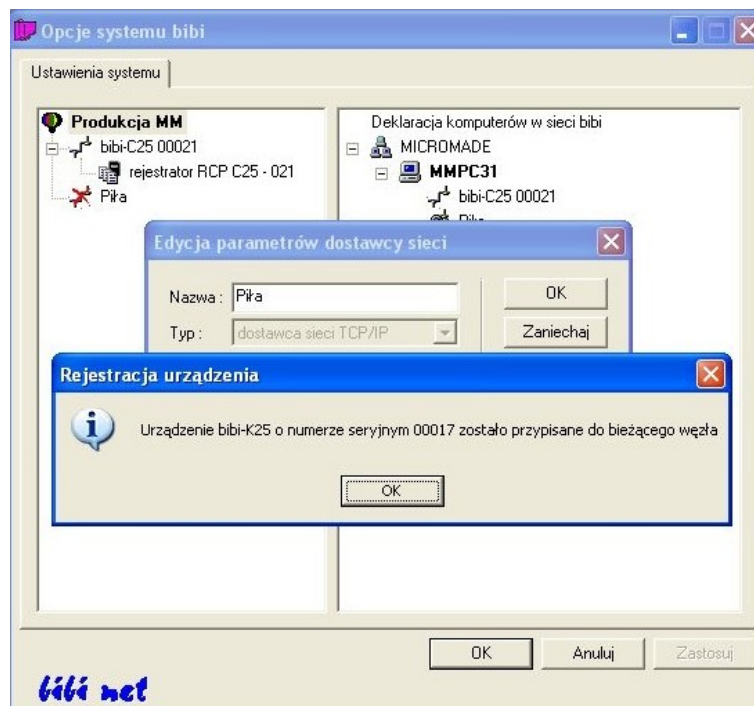 Opcje systemu bibi
Ustawienia systemu
Produkcja MM
bibi-C25 00021
rejestrator RCP C25 - 021
Piła
Deklaracja komputerów w sieci bibi
MICROMADE
MMPC31
bibi-C25 00021
Piła
Edycja parametrów dostawcy sieci
Nazwa :
Piła
OK
Typ :
dostawca sieci TCP/IP
Zaniechaj
Rejestracja urządzenia
Urządzenie bibi-K25 o numerze seryjnym 00017 zostało przypisane do bieżącego węzła
OK
OK
Anuluj
Zastosuj
bibi net